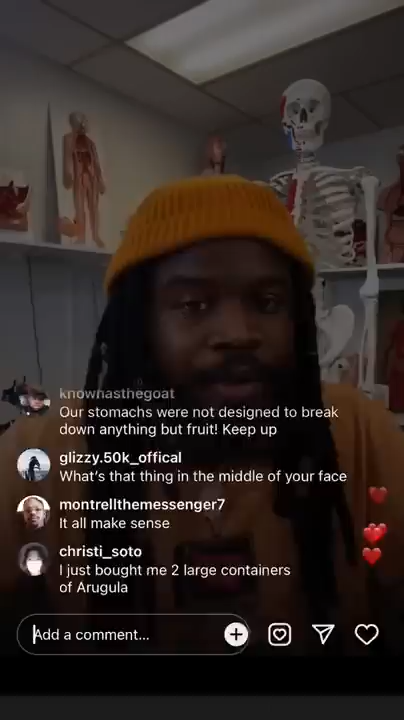 knownasthegoat
Our stomachs were not designed to break
down anything but fruit! Keep up
glizzy.50k_offical
What's that thing in the middle of your face
montrellthemessenger7
It all make sense
christi_soto
I just bought me 2 large containers
of Arugula
Add a comment...